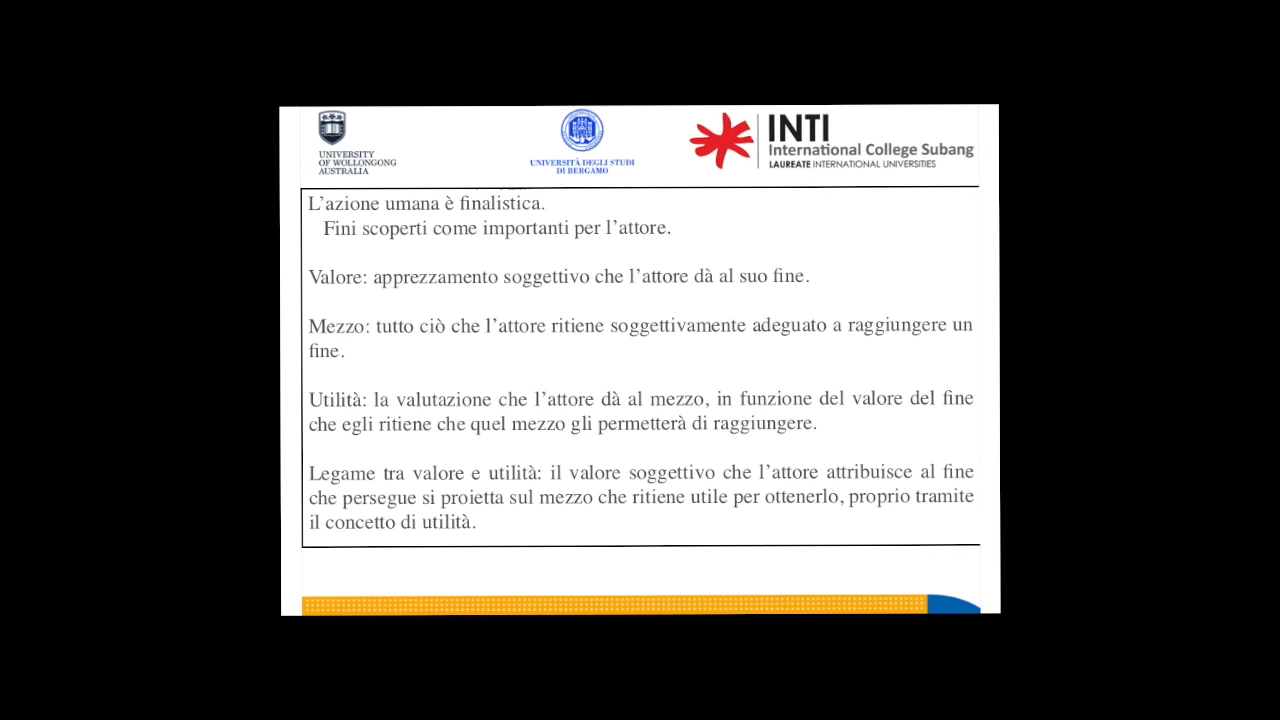 UNIVERSITY
OF WOLLONGONG
AUSTRALIA
UNIVERSITÀ DEGLI STUDI
DI BERGAMO
INTI
International College Subang
LAUREATE INTERNATIONAL UNIVERSITIES
L'azione umana è finalistica.
Fini scoperti come importanti per l'attore.
Valore: apprezzamento soggettivo che l'attore dà al suo fine.
Mezzo: tutto ciò che l'attore ritiene soggettivamente adeguato a raggiungere un
fine.
Utilità: la valutazione che l'attore dà al mezzo, in funzione del valore del fine
che egli ritiene che quel mezzo gli permetterà di raggiungere.
Legame tra valore e utilità: il valore soggettivo che l'attore attribuisce al fine
che persegue si proietta sul mezzo che ritiene utile per ottenerlo, proprio tramite
il concetto di utilità.